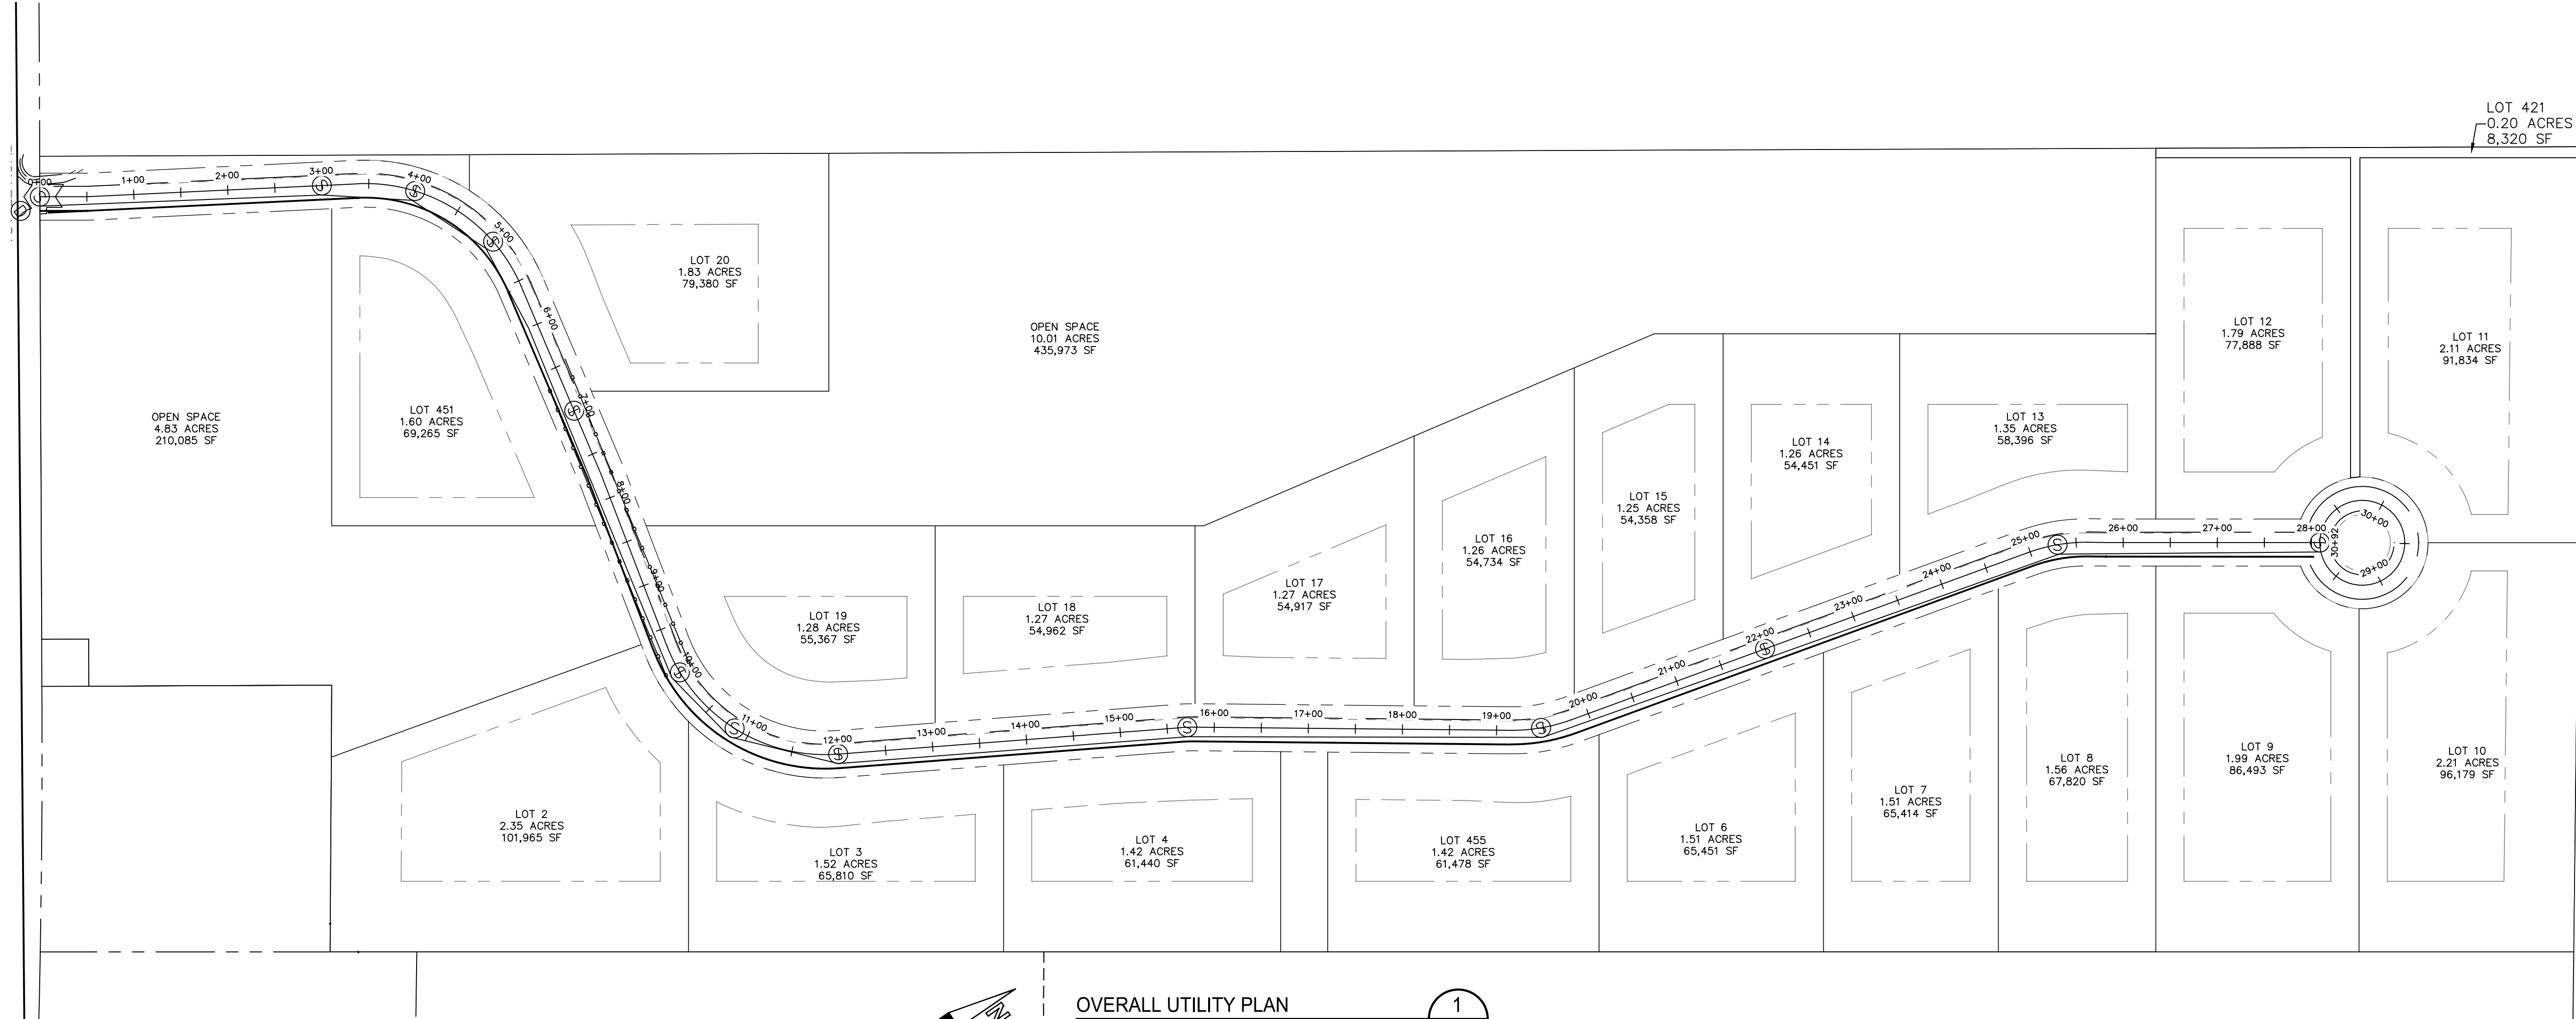 LOT 421
0.20 ACRES
8,320 SF
0+00
1+00
2+00
3+00
4+00
5+00
6+00
7+00
8+00
9+00
10+00
11+00
12+00
13+00
14+00
15+00
16+00
17+00
18+00
19+00
20+00
21+00
22+00
23+00
24+00
25+00
26+00
27+00
28+00
29+00
30+00
30+92
S
S
S
S
S
S
S
S
S
S
S
S
S
D
LOT 20
1.83 ACRES
79,380 SF
OPEN SPACE
10.01 ACRES
435,973 SF
LOT 12
1.79 ACRES
77,888 SF
LOT 11
2.11 ACRES
91,834 SF
OPEN SPACE
4.83 ACRES
210,085 SF
LOT 451
1.60 ACRES
69,265 SF
LOT 13
1.35 ACRES
58,396 SF
LOT 14
1.26 ACRES
54,451 SF
LOT 15
1.25 ACRES
54,358 SF
LOT 16
1.26 ACRES
54,734 SF
LOT 17
1.27 ACRES
54,917 SF
LOT 18
1.27 ACRES
54,962 SF
LOT 19
1.28 ACRES
55,367 SF
LOT 2
2.35 ACRES
101,965 SF
LOT 3
1.52 ACRES
65,810 SF
LOT 4
1.42 ACRES
61,440 SF
LOT 455
1.42 ACRES
61,478 SF
LOT 6
1.51 ACRES
65,451 SF
LOT 7
1.51 ACRES
65,414 SF
LOT 8
1.56 ACRES
67,820 SF
LOT 9
1.99 ACRES
86,493 SF
LOT 10
2.21 ACRES
96,179 SF
OVERALL UTILITY PLAN
1